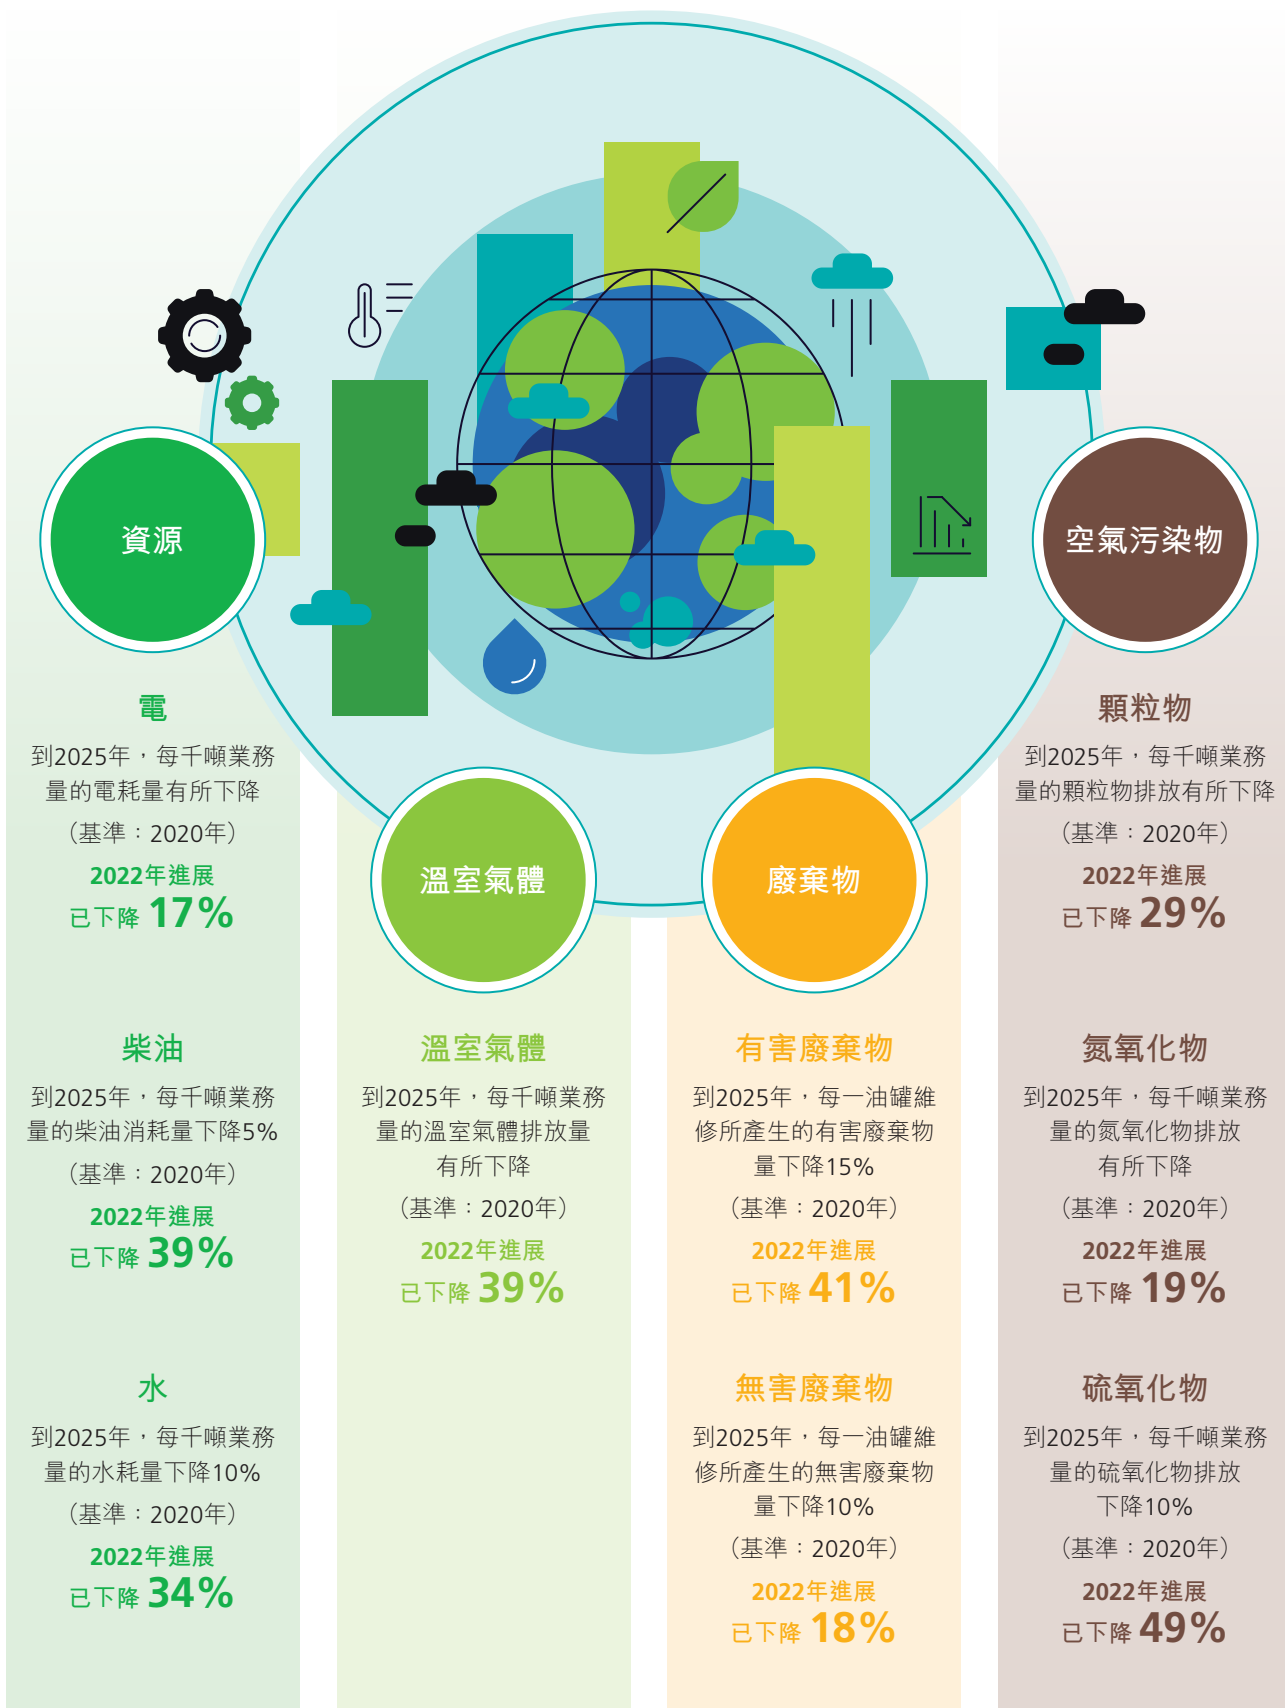 資源
電
到2025年，每千噸業務
量的電耗量有所下降
（基準：2020年）
2022年進展
已下降 17%
柴油
到2025年，每千噸業務
量的柴油消耗量下降5%
（基準：2020年）
2022年進展
已下降 39%
水
到2025年，每千噸業務
量的水耗量下降10%
（基準：2020年）
2022年進展
已下降 34%
溫室氣體
溫室氣體
到2025年，每千噸業務
量的溫室氣體排放量
有所下降
（基準：2020年）
2022年進展
已下降 39%
廢棄物
有害廢棄物
到2025年，每一油罐維
修所產生的有害廢棄物
量下降15%
（基準：2020年）
2022年進展
已下降 41%
無害廢棄物
到2025年，每一油罐維
修所產生的無害廢棄物
量下降10%
（基準：2020年）
2022年進展
已下降 18%
空氣污染物
顆粒物
到2025年，每千噸業務
量的顆粒物排放有所下降
（基準：2020年）
2022年進展
已下降 29%
氮氧化物
到2025年，每千噸業務
量的氮氧化物排放
有所下降
（基準：2020年）
2022年進展
已下降 19%
硫氧化物
到2025年，每千噸業務
量的硫氧化物排放
下降10%
（基準：2020年）
2022年進展
已下降 49%